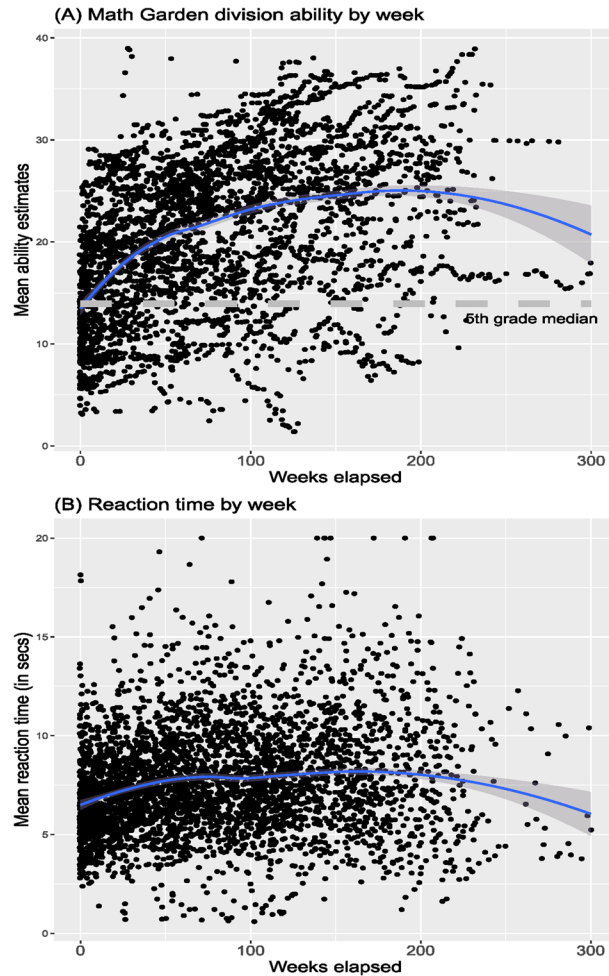 (A) Math Garden division ability by week
Mean ability estimates
40
30
20
10
0
5th grade median
0 100 200 300
Weeks elapsed
(B) Reaction time by week
Mean reaction time (in secs)
20
15
10
5
0
0 100 200 300
Weeks elapsed